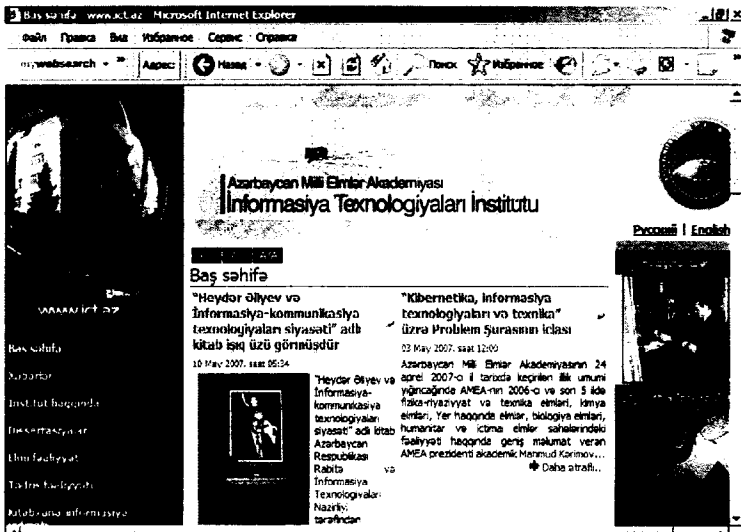 Baş səhifə - www.ict.az - Microsoft Internet Explorer
Файл Правка Вид Избранное Сервис Справка
mywebsearch Адрес: Назад Поиск Избранное
Azərbaycan Milli Elmlər Akademiyası
İnformasiya Texnologiyaları İnstitutu
Русский | English
Baş səhifə
"Heydər Əliyev və
İnformasiya-kommunikasiya
texnologiyaları siyasəti" adlı
kitab işıq üzü görmüşdür
10 May 2007, saat 05:34
"Heydər Əliyev və
İnformasiya-
kommunikasiya
texnologiyaları
siyasəti" adlı kitab
Azərbaycan
Respublikası
Rabitə və
İnformasiya
Texnologiyaları
Nazirliyi
tərəfindən
"Kibernetika, informasiya
texnologiyaları və texnika"
üzrə Problem Şurasının iclası
03 May 2007, saat 12:00
Azərbaycan Milli Elmlər Akademiyasının 24
aprel 2007-ci il tarixdə keçirilən illik ümumi
yığıncağında AMEA-nın 2006-cı və son 5 ildə
fizika-riyaziyyat və texnika elmləri, kimya
elmləri, Yer haqqında elmlər, biologiya elmləri,
humanitar və ictimai elmlər sahələrindəki
fəaliyyəti haqqında geniş məlumat verən
AMEA prezidenti akademik Mahmud Kərimov...
Daha ətraflı...
www.ict.az
Baş səhifə
Xəbərlər
İnstitut haqqında
Dissertasiyalar
Elmi fəaliyyət
Tədris fəaliyyəti
Kitabxana informasiya